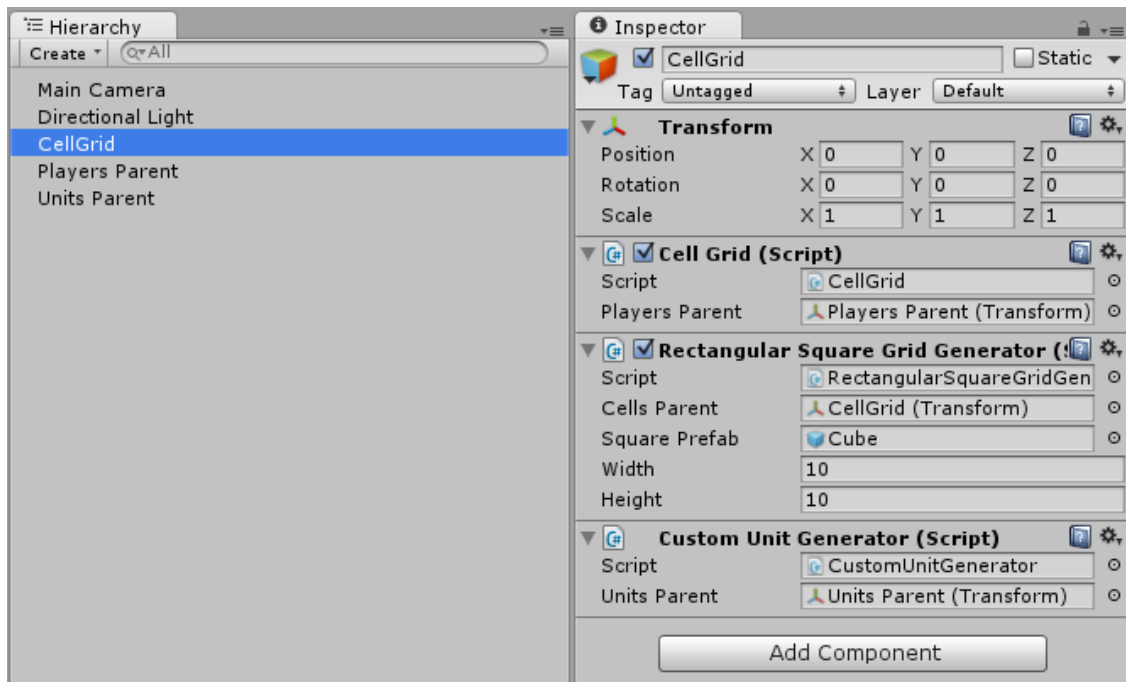 Hierarchy
Create
All
Main Camera
Directional Light
CellGrid
Players Parent
Units Parent
Inspector
CellGrid
Static
Tag Untagged Layer Default
Transform
Position X 0 Y 0 Z 0
Rotation X 0 Y 0 Z 0
Scale X 1 Y 1 Z 1
Cell Grid (Script)
Script CellGrid
Players Parent Players Parent (Transform)
Rectangular Square Grid Generator (
Script RectangularSquareGridGen
Cells Parent CellGrid (Transform)
Square Prefab Cube
Width 10
Height 10
Custom Unit Generator (Script)
Script CustomUnitGenerator
Units Parent Units Parent (Transform)
Add Component